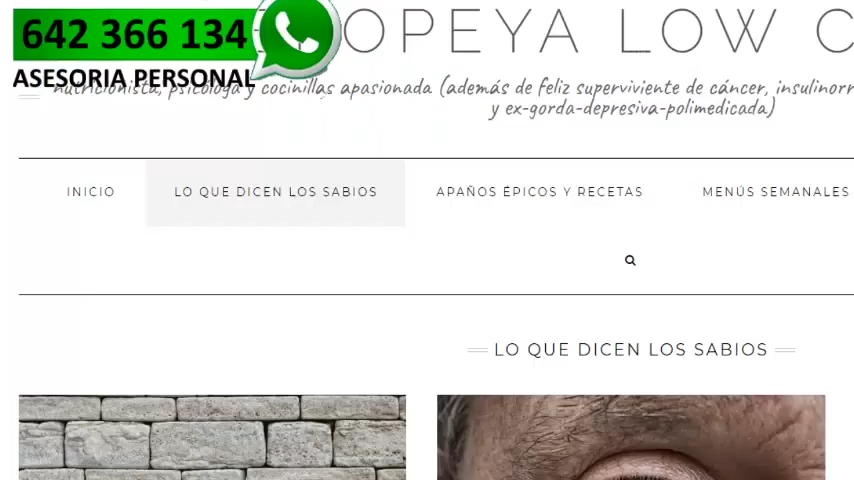 642 366 134
ASESORIA PERSONAL
OPEYA LOW C
nutricionista, psicóloga y cocinillas apasionada (además de feliz superviviente de cáncer, insulinorr
y ex-gorda-depresiva-polimedicada)
INICIO
LO QUE DICEN LOS SABIOS
APAÑOS ÉPICOS Y RECETAS
MENÚS SEMANALES
LO QUE DICEN LOS SABIOS